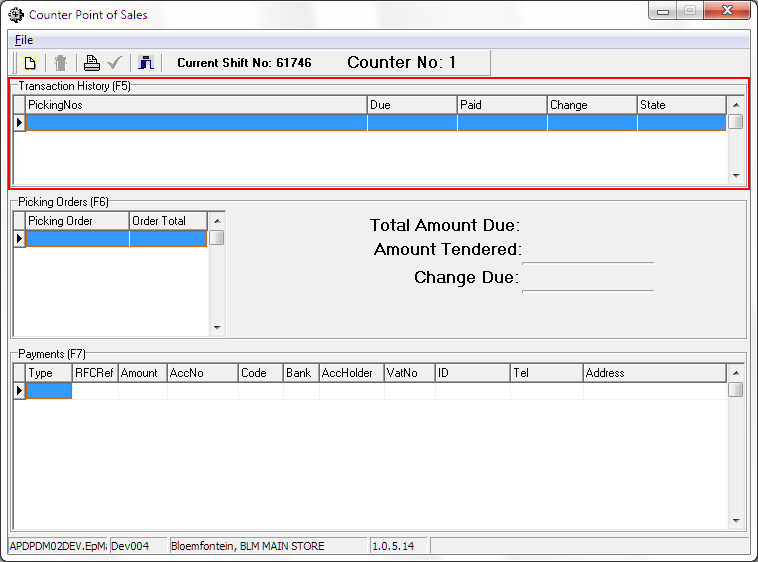 Counter Point of Sales
File
Current Shift No: 61746 Counter No: 1
Transaction History (F5)
PickingNos Due Paid Change State
Picking Orders (F6)
Picking Order Order Total
Total Amount Due:
Amount Tendered:
Change Due:
Payments (F7)
Type RFCRef Amount AccNo Code Bank AccHolder VatNo ID Tel Address
APDPDM02DEV.EpM Dev004 Bloemfontein, BLM MAIN STORE 1.0.5.14